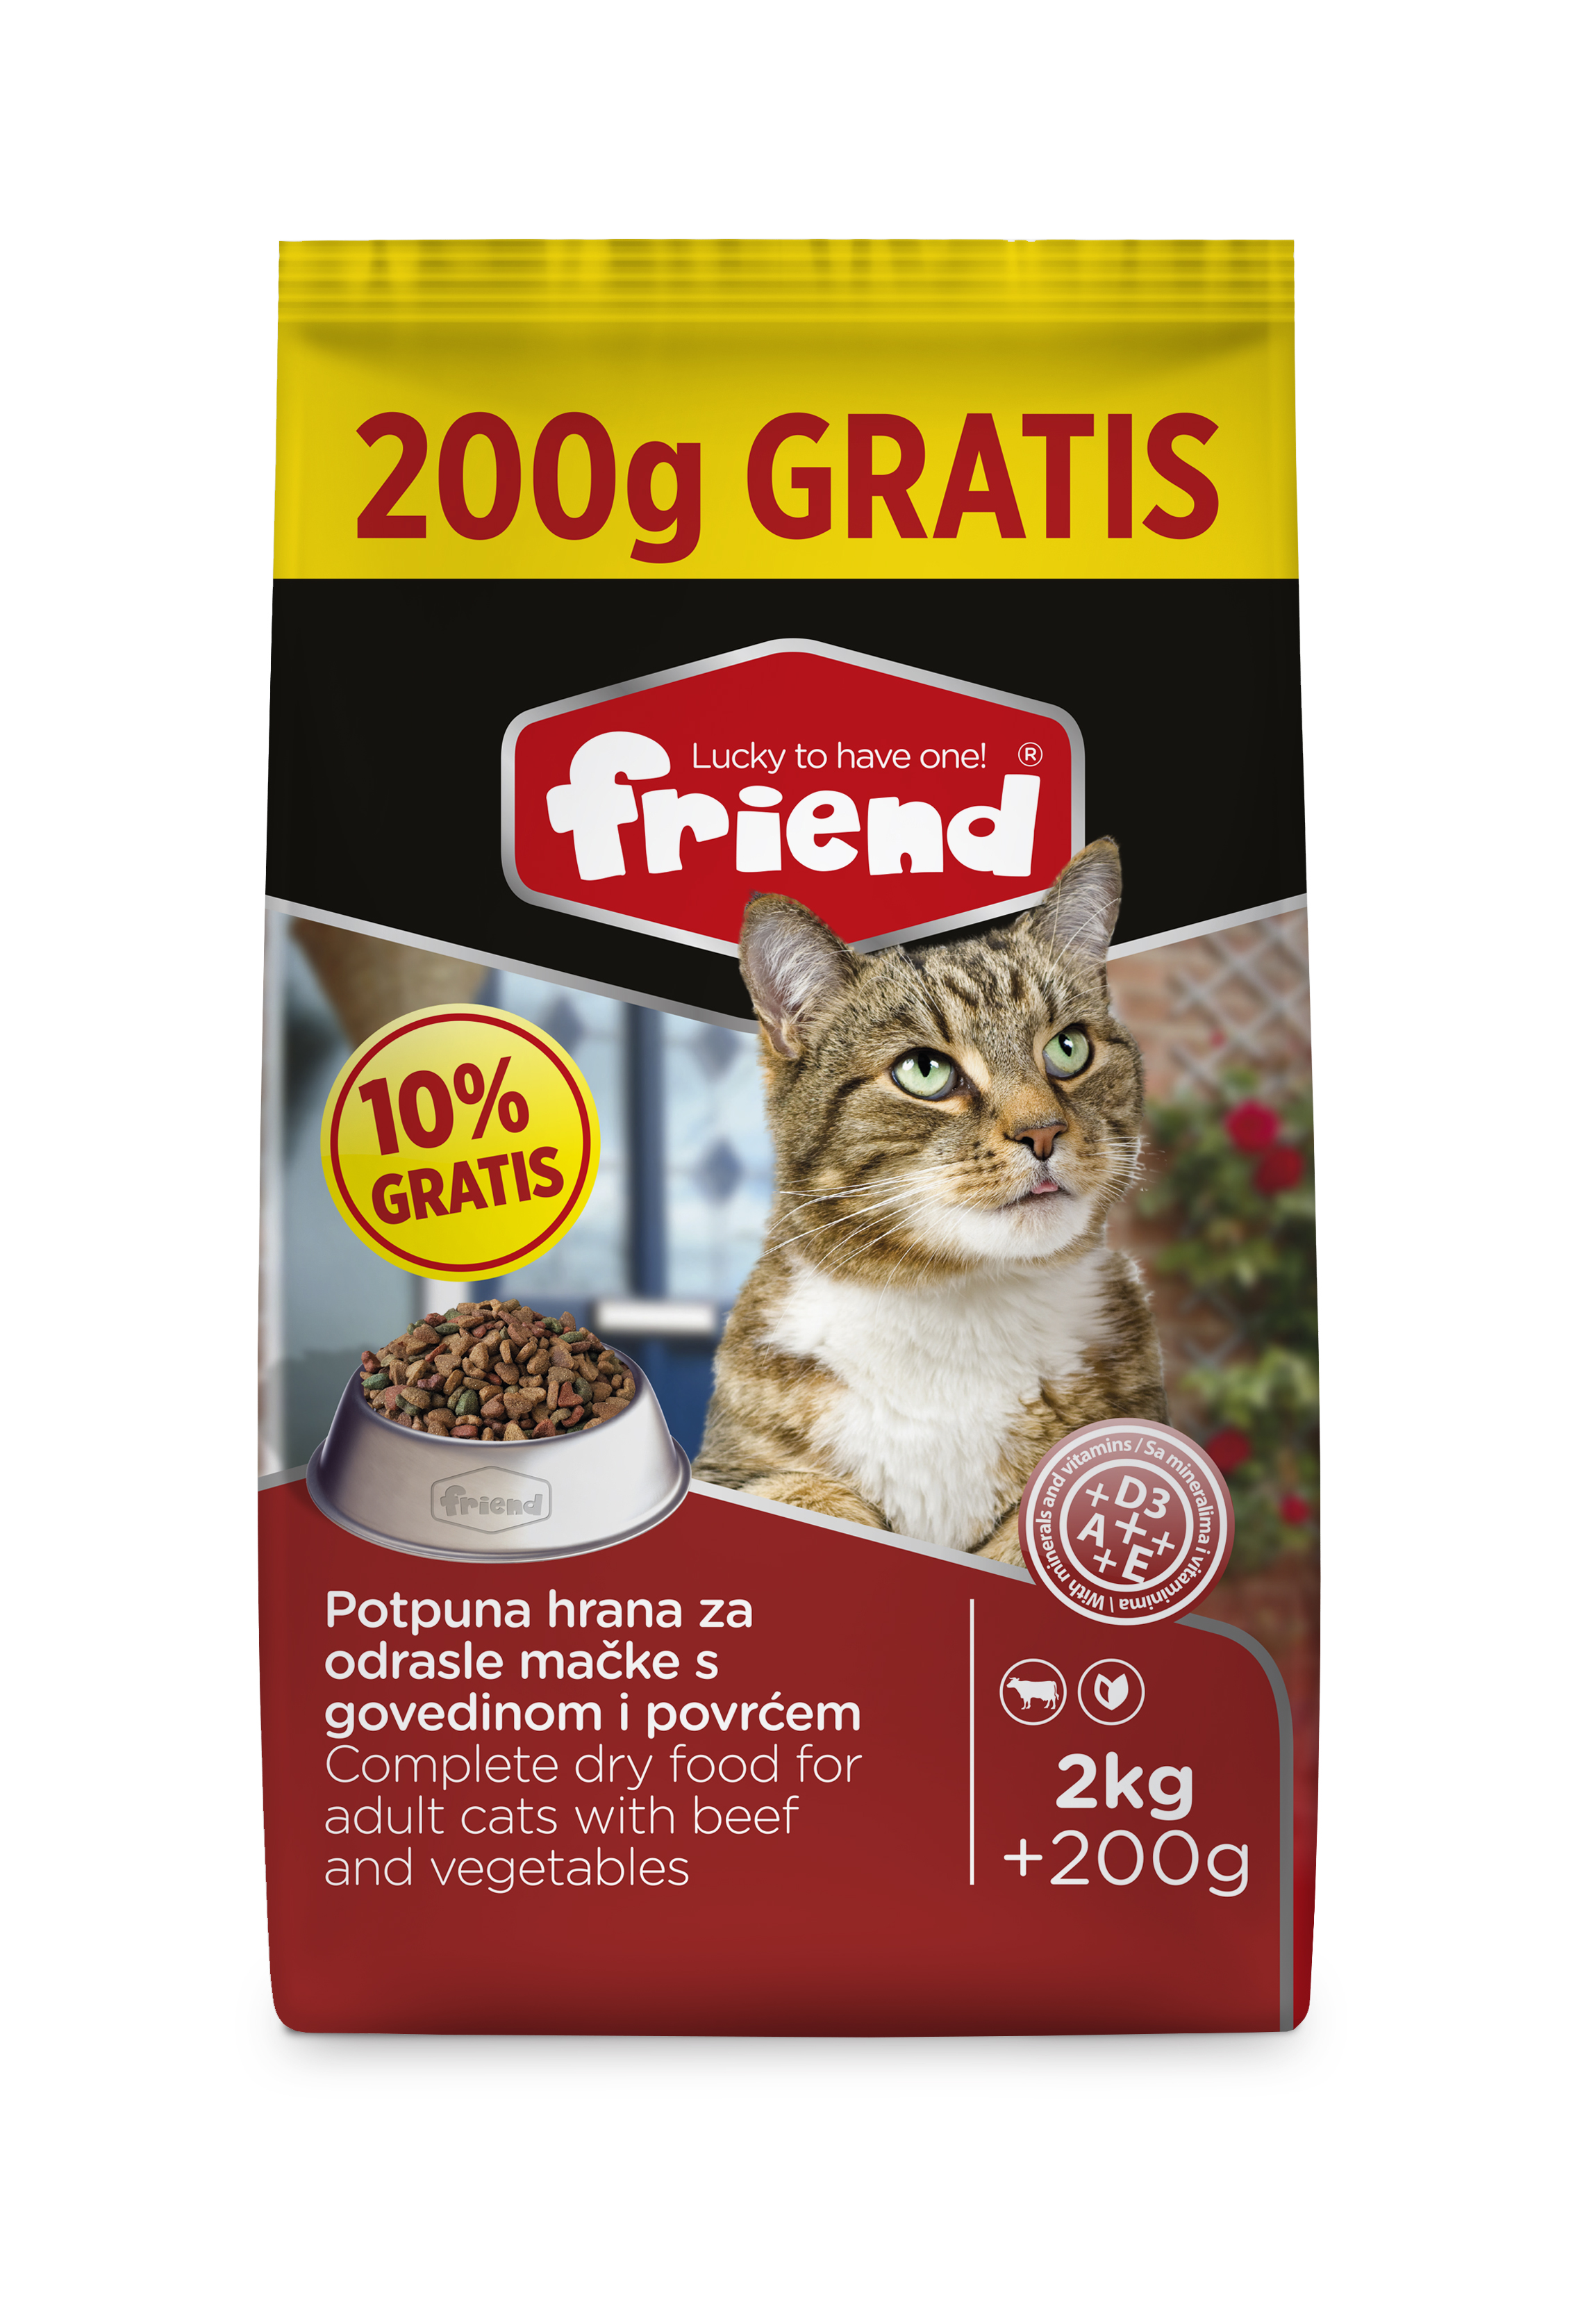 200g GRATIS
Lucky to have one! ®
friend
10%
GRATIS
friend
With minerals and vitamins / Sa mineralima i vitaminima |
+D3
A++
+E
Potpuna hrana za
odrasle mačke s
govedinom i povrćem
Complete dry food for
adult cats with beef
and vegetables
2kg
+200g